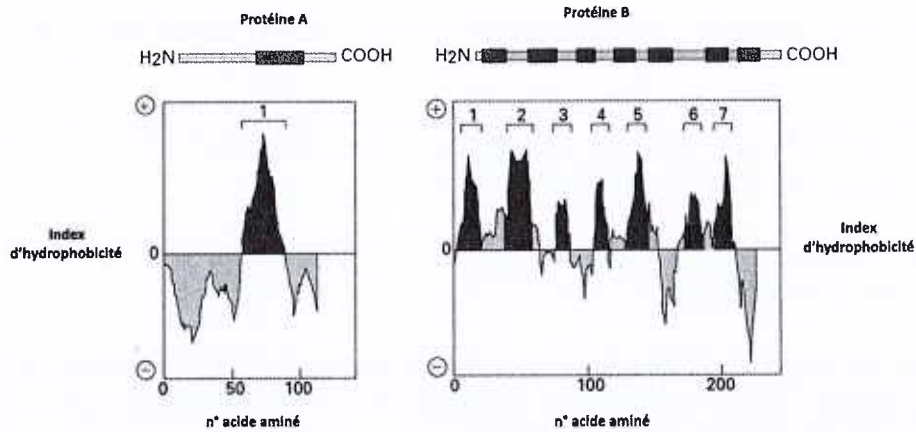 Protéine A
H2N COOH
Protéine B
H2N COOH
+
1
Index
d'hydrophobicité
0
−
0 50 100
n° acide aminé
+
1 2 3 4 5 6 7
0
−
0 100 200
n° acide aminé
Index
d'hydrophobicité